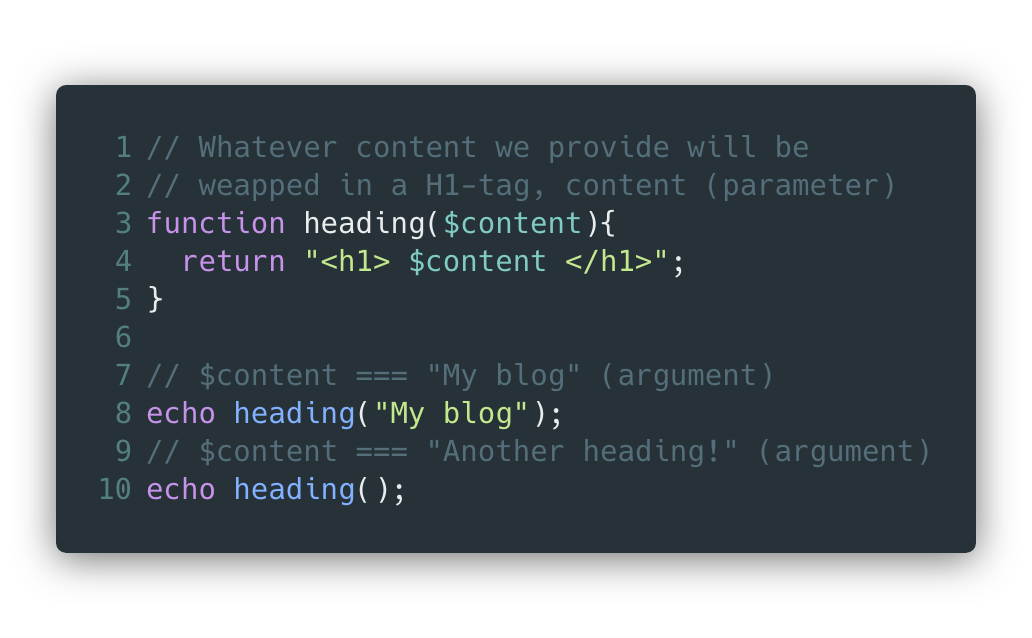 1 // Whatever content we provide will be
2 // weapped in a H1-tag, content (parameter)
3 function heading($content){
4   return "<h1> $content </h1>";
5 }
6
7 // $content === "My blog" (argument)
8 echo heading("My blog");
9 // $content === "Another heading!" (argument)
10 echo heading();